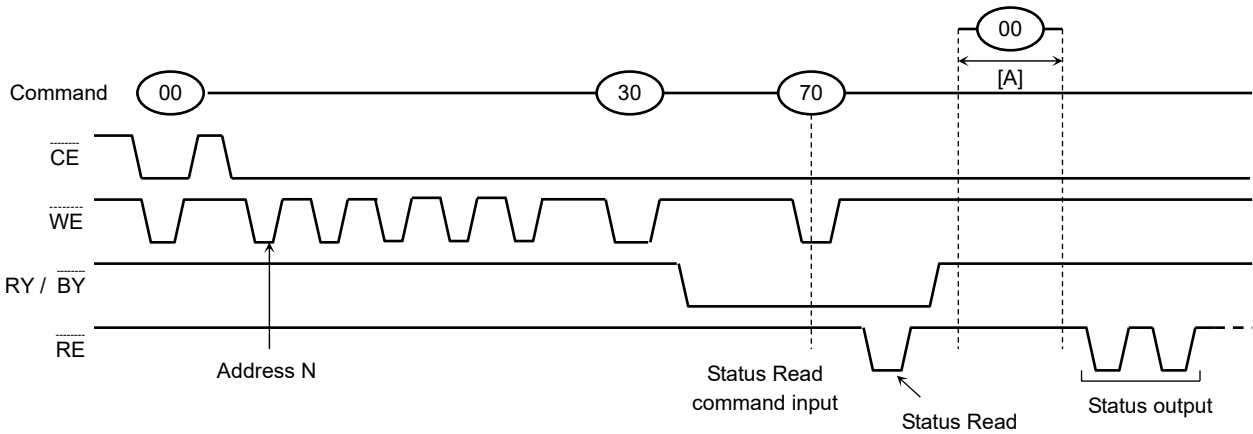 00
[A]
Command 00 30 70
CE
WE
RY / BY
RE
Address N
Status Read
command input
Status Read
Status output